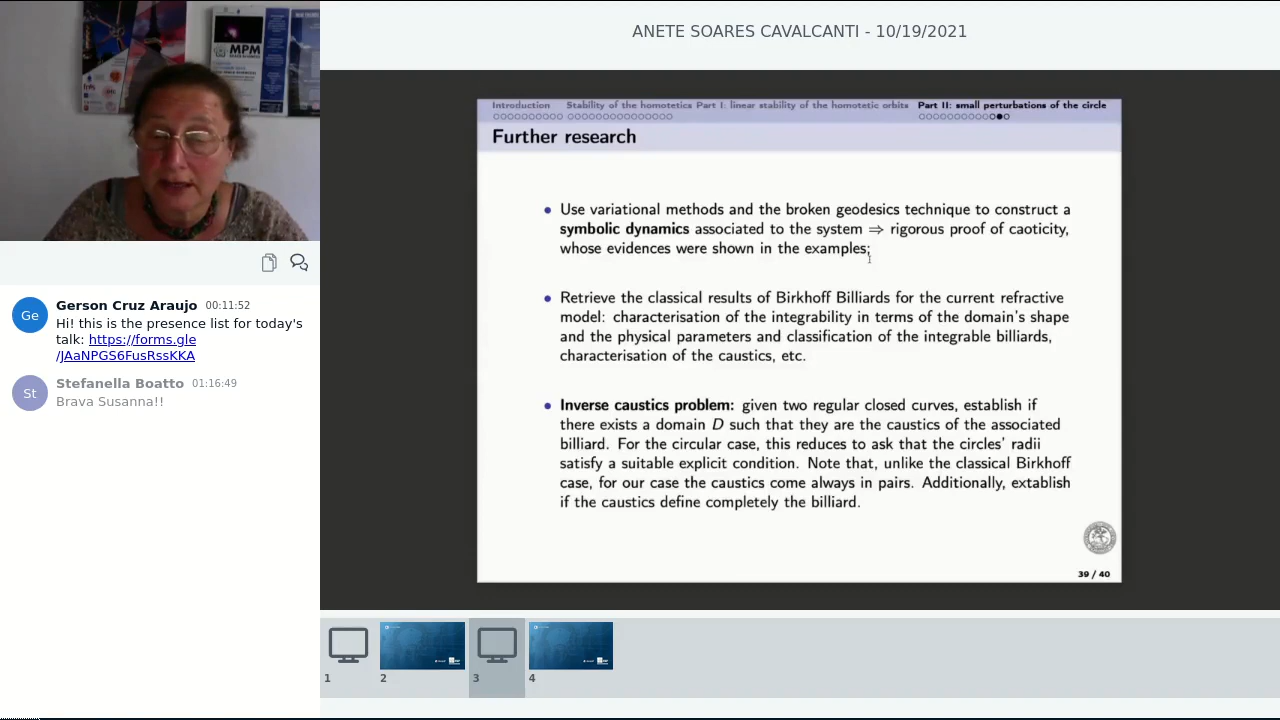 MPM
ANETE SOARES CAVALCANTI - 10/19/2021
Introduction Stability of the homotetics Part I: linear stability of the homotetic orbits Part II: small perturbations of the circle
Further research
• Use variational methods and the broken geodesics technique to construct a
symbolic dynamics associated to the system ⇒ rigorous proof of caoticity,
whose evidences were shown in the examples;
• Retrieve the classical results of Birkhoff Billiards for the current refractive
model: characterisation of the integrability in terms of the domain's shape
and the physical parameters and classification of the integrable billiards,
characterisation of the caustics, etc.
• Inverse caustics problem: given two regular closed curves, establish if
there exists a domain D such that they are the caustics of the associated
billiard. For the circular case, this reduces to ask that the circles' radii
satisfy a suitable explicit condition. Note that, unlike the classical Birkhoff
case, for our case the caustics come always in pairs. Additionally, extablish
if the caustics define completely the billiard.
39 / 40
Ge
Gerson Cruz Araujo 00:11:52
Hi! this is the presence list for today's
talk: https://forms.gle
/JAaNPGS6FusRssKKA
St
Stefanella Boatto 01:16:49
Brava Susanna!!
1
2
3
4